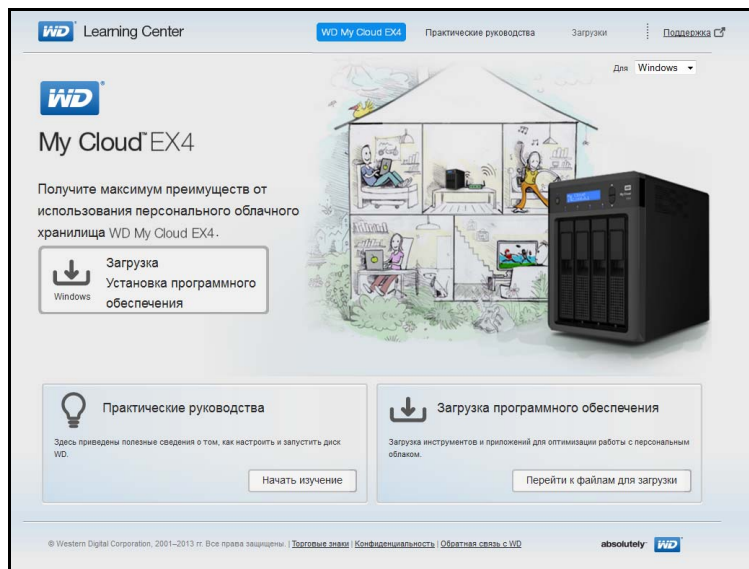 WD Learning Center
WD My Cloud EX4
Практические руководства
Загрузки
Поддержка
Для Windows
WD
My Cloud™ EX4
Получите максимум преимуществ от
использования персонального облачного
хранилища WD My Cloud EX4.
Загрузка
Установка программного
обеспечения
Windows
Практические руководства
Здесь приведены полезные сведения о том, как настроить и запустить диск
WD.
Начать изучение
Загрузка программного обеспечения
Загрузка инструментов и приложений для оптимизации работы с персональным
облаком.
Перейти к файлам для загрузки
© Western Digital Corporation, 2001–2013 гг. Все права защищены. | Торговые знаки | Конфиденциальность | Обратная связь с WD
absolutely WD